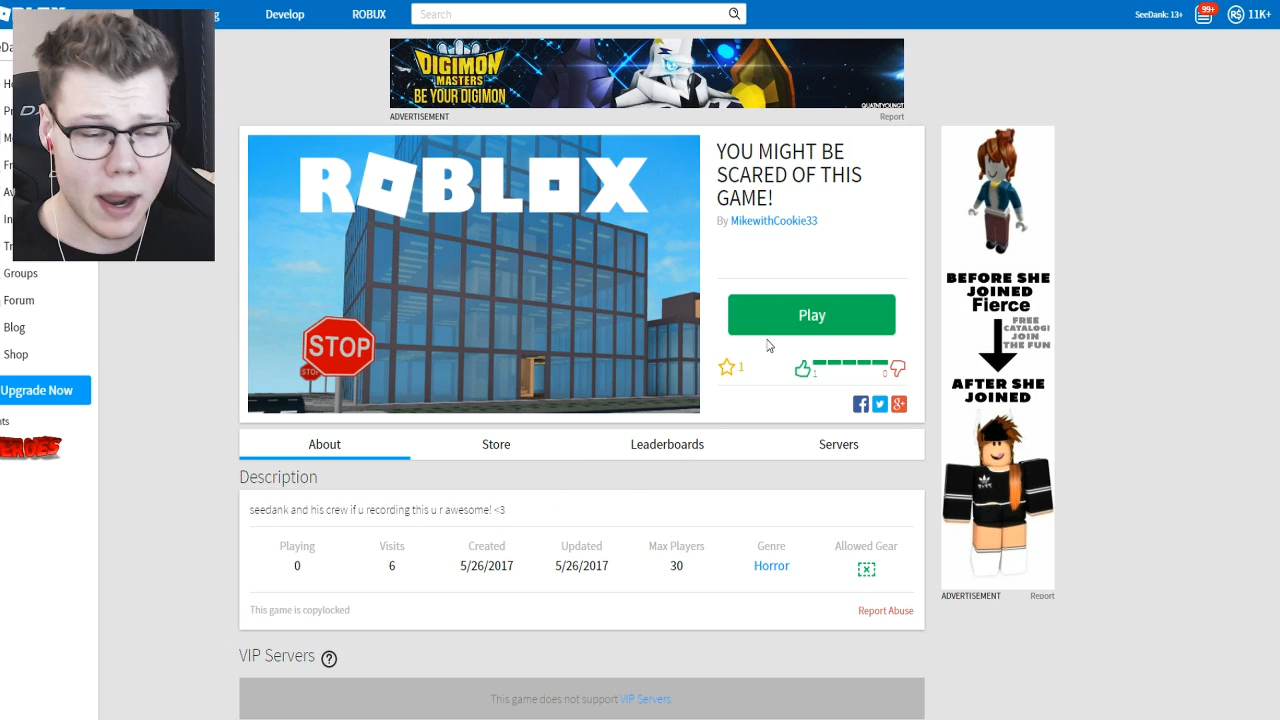 Develop
ROBUX
Search
SeeDank: 13+
99+
11K+
DIGIMON
MASTERS
BE YOUR DIGIMON
QUAINTYOUNGIT
ADVERTISEMENT
Report
ROBLOX
STOP
STOP
YOU MIGHT BE
SCARED OF THIS
GAME!
By MikewithCookie33
Play
1
1
0
Groups
Forum
Blog
Shop
Upgrade Now
BEFORE SHE
JOINED
Fierce
FREE
CATALOG!
JOIN
THE FUN
AFTER SHE
JOINED
adidas
ADVERTISEMENT
Report
About
Store
Leaderboards
Servers
Description
seedank and his crew if u recording this u r awesome! <3
Playing
Visits
Created
Updated
Max Players
Genre
Allowed Gear
0
6
5/26/2017
5/26/2017
30
Horror
This game is copylocked
Report Abuse
VIP Servers
This game does not support VIP Servers.